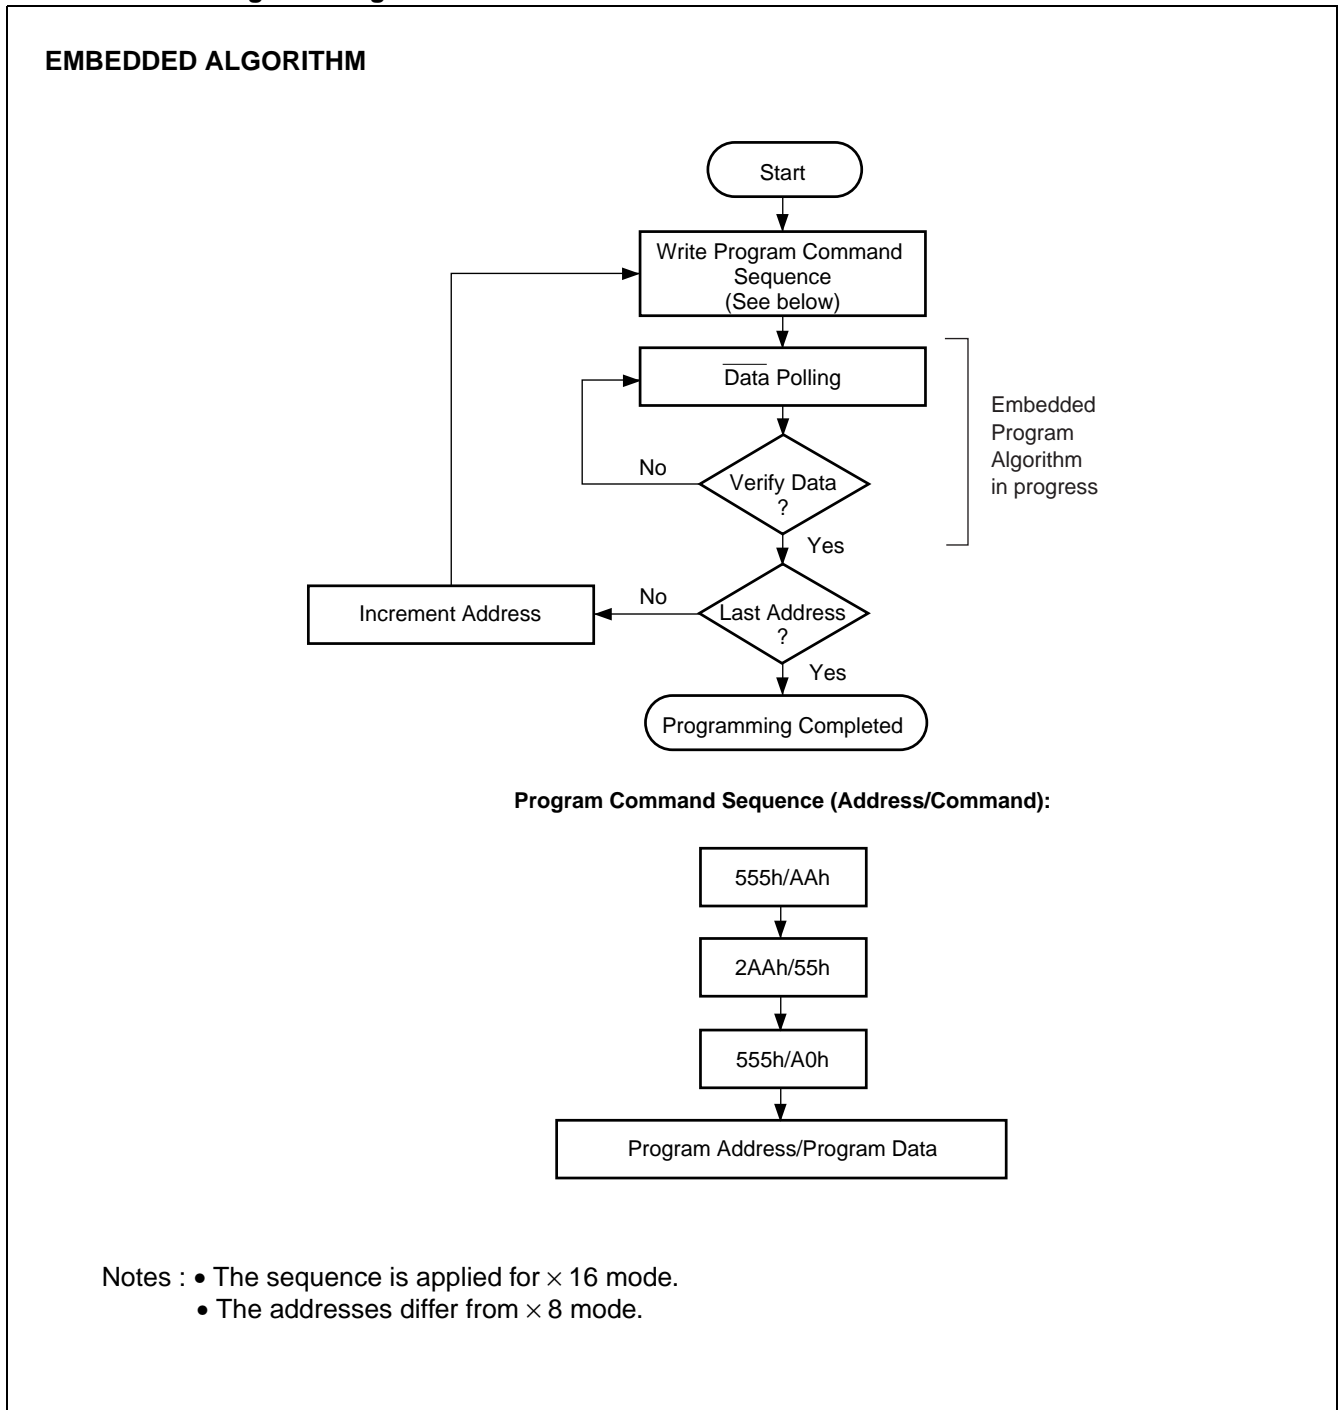 EMBEDDED ALGORITHM
Start
Write Program Command
Sequence
(See below)
Data Polling
Embedded
Program
Algorithm
in progress
No
Verify Data
?
Yes
Increment Address
No
Last Address
?
Yes
Programming Completed
Program Command Sequence (Address/Command):
555h/AAh
2AAh/55h
555h/A0h
Program Address/Program Data
Notes : • The sequence is applied for × 16 mode.
• The addresses differ from × 8 mode.